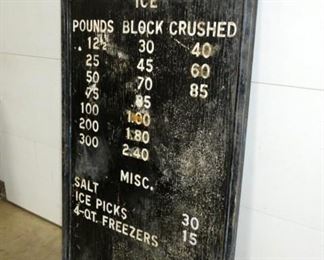 ICE
POUNDS BLOCK CRUSHED
12½ 30 40
25 45 60
50 70 85
75 .95
100 1.00
200 1.80
300 2.40
MISC.
SALT
ICE PICKS 30
4-QT. FREEZERS 15